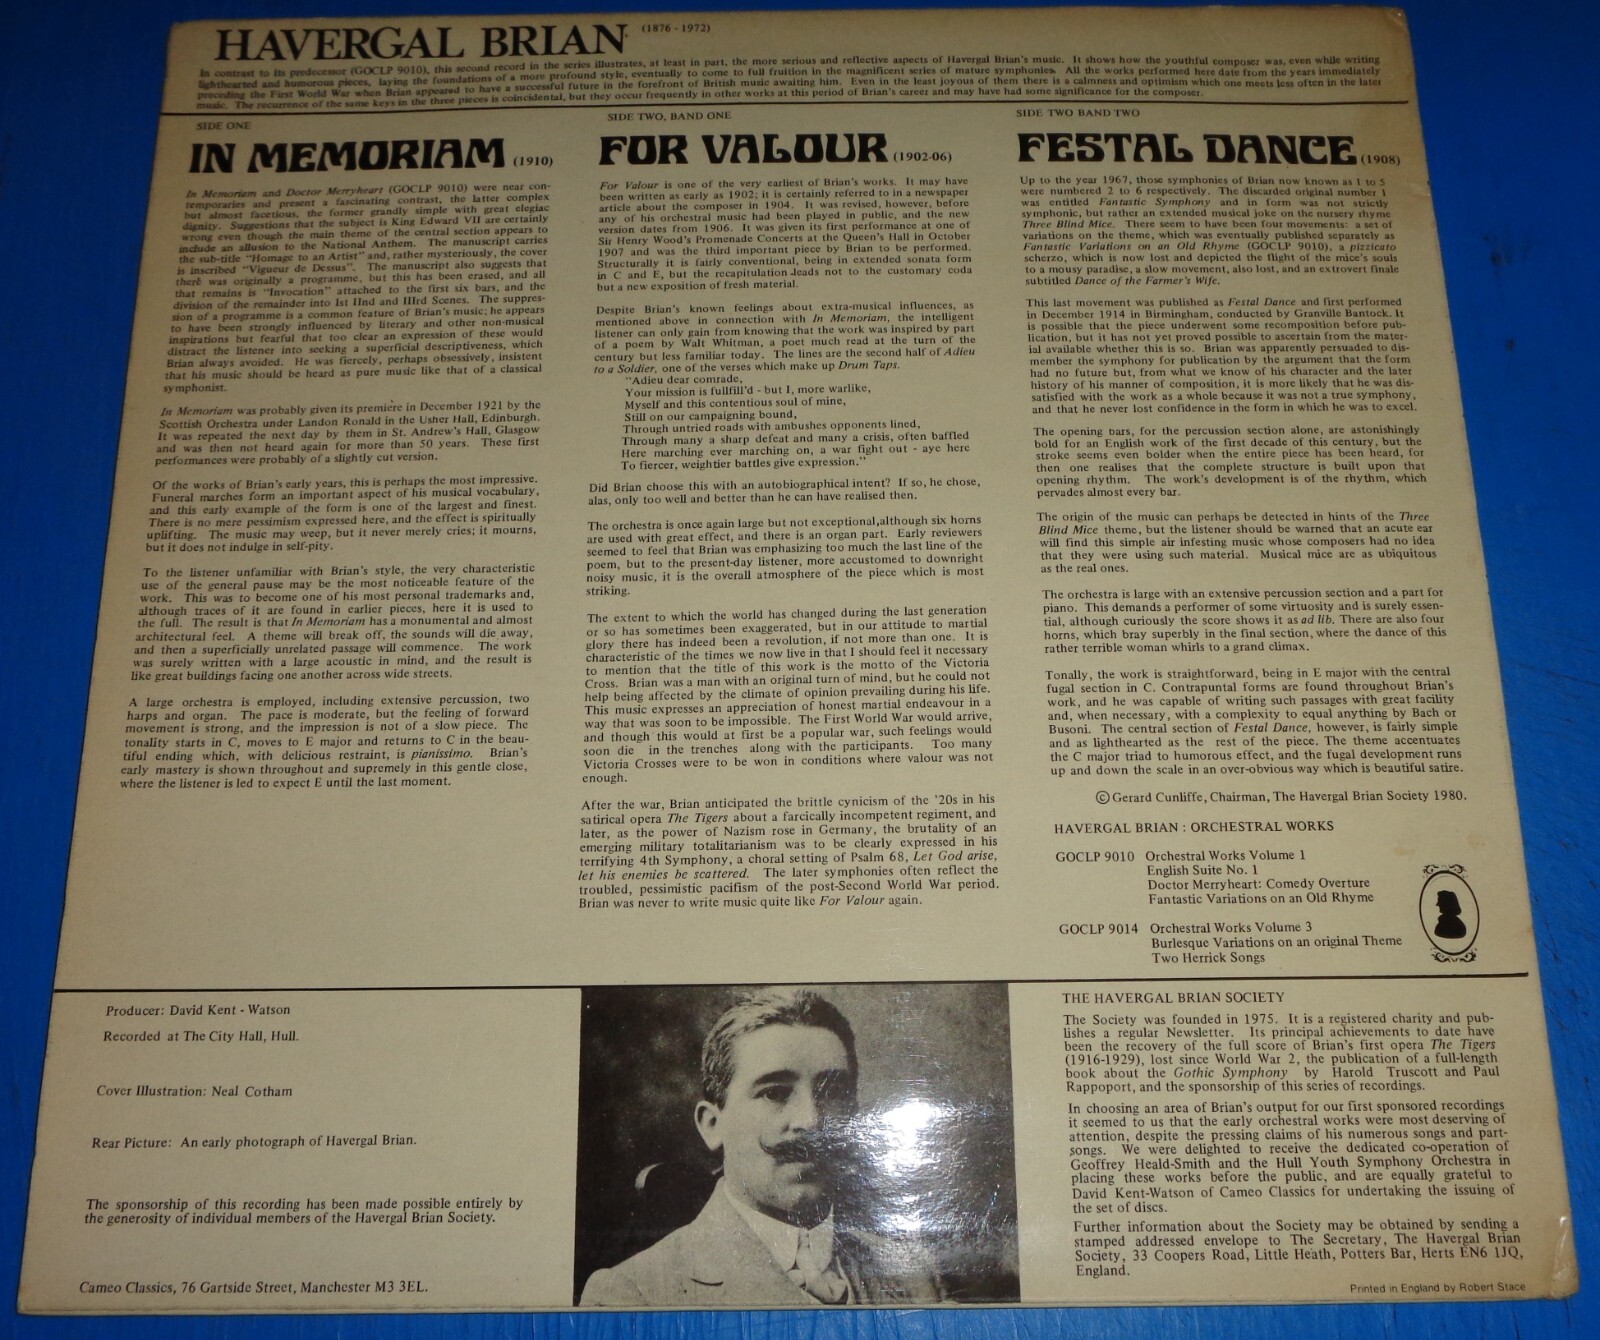 HAVERGAL BRIAN (1876 - 1972)
In contrast to its predecessor (GOCLP 9010), this second record in the series illustrates, at least in part, the more serious and reflective aspects of Havergal Brian's music. It shows how the youthful composer was, even while writing
lighthearted and humorous pieces, laying the foundations of a more profound style, eventually to come to full fruition in the magnificent series of mature symphonies. All the works performed here date from the years immediately
preceding the First World War when Brian appeared to have a successful future in the forefront of British music awaiting him. Even in the least joyous of them there is a calmness and optimism which one meets less often in the later
music. The recurrence of the same keys in the three pieces is coincidental, but they occur frequently in other works at this period of Brian's career and may have had some significance for the composer.
SIDE ONE
IN MEMORIAM (1910)
In Memoriam and Doctor Merryheart (GOCLP 9010) were near con-
temporaries and present a fascinating contrast, the latter complex
but almost facetious, the former grandly simple with great elegiac
dignity. Suggestions that the subject is King Edward VII are certainly
wrong even though the main theme of the central section appears to
include an allusion to the National Anthem. The manuscript carries
the sub-title "Homage to an Artist" and, rather mysteriously, the cover
is inscribed "Vigueur de Dessus". The manuscript also suggests that
there was originally a programme, but this has been erased, and all
that remains is "Invocation" attached to the first six bars, and the
division of the remainder into Ist IInd and IIIrd Scenes. The suppres-
sion of a programme is a common feature of Brian's music; he appears
to have been strongly influenced by literary and other non-musical
inspirations but fearful that too clear an expression of these would
distract the listener into seeking a superficial descriptiveness, which
Brian always avoided. He was fiercely, perhaps obsessively, insistent
that his music should be heard as pure music like that of a classical
symphonist.
In Memoriam was probably given its première in December 1921 by the
Scottish Orchestra under Landon Ronald in the Usher Hall, Edinburgh.
It was repeated the next day by them in St. Andrew's Hall, Glasgow
and was then not heard again for more than 50 years. These first
performances were probably of a slightly cut version.
Of the works of Brian's early years, this is perhaps the most impressive.
Funeral marches form an important aspect of his musical vocabulary,
and this early example of the form is one of the largest and finest.
There is no mere pessimism expressed here, and the effect is spiritually
uplifting. The music may weep, but it never merely cries; it mourns,
but it does not indulge in self-pity.
To the listener unfamiliar with Brian's style, the very characteristic
use of the general pause may be the most noticeable feature of the
work. This was to become one of his most personal trademarks and,
although traces of it are found in earlier pieces, here it is used to
the full. The result is that In Memoriam has a monumental and almost
architectural feel. A theme will break off, the sounds will die away,
and then a superficially unrelated passage will commence. The work
was surely written with a large acoustic in mind, and the result is
like great buildings facing one another across wide streets.
A large orchestra is employed, including extensive percussion, two
harps and organ. The pace is moderate, but the feeling of forward
movement is strong, and the impression is not of a slow piece. The
tonality starts in C, moves to E major and returns to C in the beau-
tiful ending which, with delicious restraint, is pianissimo. Brian's
early mastery is shown throughout and supremely in this gentle close,
where the listener is led to expect E until the last moment.
SIDE TWO, BAND ONE
FOR VALOUR (1902-06)
For Valour is one of the very earliest of Brian's works. It may have
been written as early as 1902; it is certainly referred to in a newspaper
article about the composer in 1904. It was revised, however, before
any of his orchestral music had been played in public, and the new
version dates from 1906. It was given its first performance at one of
Sir Henry Wood's Promenade Concerts at the Queen's Hall in October
1907 and was the third important piece by Brian to be performed.
Structurally it is fairly conventional, being in extended sonata form
in C and E, but the recapitulation leads not to the customary coda
but a new exposition of fresh material.
Despite Brian's known feelings about extra-musical influences, as
mentioned above in connection with In Memoriam, the intelligent
listener can only gain from knowing that the work was inspired by part
of a poem by Walt Whitman, a poet much read at the turn of the
century but less familiar today. The lines are the second half of Adieu
to a Soldier, one of the verses which make up Drum Taps.
"Adieu dear comrade,
Your mission is fullfill'd - but I, more warlike,
Myself and this contentious soul of mine,
Still on our campaigning bound,
Through untried roads with ambushes opponents lined,
Through many a sharp defeat and many a crisis, often baffled
Here marching ever marching on, a war fight out - aye here
To fiercer, weightier battles give expression."
Did Brian choose this with an autobiographical intent? If so, he chose,
alas, only too well and better than he can have realised then.
The orchestra is once again large but not exceptional,although six horns
are used with great effect, and there is an organ part. Early reviewers
seemed to feel that Brian was emphasizing too much the last line of the
poem, but to the present-day listener, more accustomed to downright
noisy music, it is the overall atmosphere of the piece which is most
striking.
The extent to which the world has changed during the last generation
or so has sometimes been exaggerated, but in our attitude to martial
glory there has indeed been a revolution, if not more than one. It is
characteristic of the times we now live in that I should feel it necessary
to mention that the title of this work is the motto of the Victoria
Cross. Brian was a man with an original turn of mind, but he could not
help being affected by the climate of opinion prevailing during his life.
This music expresses an appreciation of honest martial endeavour in a
way that was soon to be impossible. The First World War would arrive,
and though this would at first be a popular war, such feelings would
soon die in the trenches along with the participants. Too many
Victoria Crosses were to be won in conditions where valour was not
enough.
After the war, Brian anticipated the brittle cynicism of the '20s in his
satirical opera The Tigers about a farcically incompetent regiment, and
later, as the power of Nazism rose in Germany, the brutality of an
emerging military totalitarianism was to be clearly expressed in his
terrifying 4th Symphony, a choral setting of Psalm 68, Let God arise,
let his enemies be scattered. The later symphonies often reflect the
troubled, pessimistic pacifism of the post-Second World War period.
Brian was never to write music quite like For Valour again.
SIDE TWO BAND TWO
FESTAL DANCE (1908)
Up to the year 1967, those symphonies of Brian now known as 1 to 5
were numbered 2 to 6 respectively. The discarded original number 1
was entitled Fantastic Symphony and in form was not strictly
symphonic, but rather an extended musical joke on the nursery rhyme
Three Blind Mice. There seem to have been four movements: a set of
variations on the theme, which was eventually published separately as
Fantastic Variations on an Old Rhyme (GOCLP 9010), a pizzicato
scherzo, which is now lost and depicted the flight of the mice's souls
to a mousy paradise, a slow movement, also lost, and an extrovert finale
subtitled Dance of the Farmer's Wife.
This last movement was published as Festal Dance and first performed
in December 1914 in Birmingham, conducted by Granville Bantock. It
is possible that the piece underwent some recomposition before pub-
lication, but it has not yet proved possible to ascertain from the mater-
ial available whether this is so. Brian was apparently persuaded to dis-
member the symphony for publication by the argument that the form
had no future but, from what we know of his character and the later
history of his manner of composition, it is more likely that he was dis-
satisfied with the work as a whole because it was not a true symphony,
and that he never lost confidence in the form in which he was to excel.
The opening bars, for the percussion section alone, are astonishingly
bold for an English work of the first decade of this century, but the
stroke seems even bolder when the entire piece has been heard, for
then one realises that the complete structure is built upon that
opening rhythm. The work's development is of the rhythm, which
pervades almost every bar.
The origin of the music can perhaps be detected in hints of the Three
Blind Mice theme, but the listener should be warned that an acute ear
will find this simple air infesting music whose composers had no idea
that they were using such material. Musical mice are as ubiquitous
as the real ones.
The orchestra is large with an extensive percussion section and a part for
piano. This demands a performer of some virtuosity and is surely essen-
tial, although curiously the score shows it as ad lib. There are also four
horns, which bray superbly in the final section, where the dance of this
rather terrible woman whirls to a grand climax.
Tonally, the work is straightforward, being in E major with the central
fugal section in C. Contrapuntal forms are found throughout Brian's
work, and he was capable of writing such passages with great facility
and, when necessary, with a complexity to equal anything by Bach or
Busoni. The central section of Festal Dance, however, is fairly simple
and as lighthearted as the rest of the piece. The theme accentuates
the C major triad to humorous effect, and the fugal development runs
up and down the scale in an over-obvious way which is beautiful satire.
© Gerard Cunliffe, Chairman, The Havergal Brian Society 1980.
HAVERGAL BRIAN : ORCHESTRAL WORKS
GOCLP 9010 Orchestral Works Volume 1
English Suite No. 1
Doctor Merryheart: Comedy Overture
Fantastic Variations on an Old Rhyme
GOCLP 9014 Orchestral Works Volume 3
Burlesque Variations on an original Theme
Two Herrick Songs
Producer: David Kent - Watson
Recorded at The City Hall, Hull.
Cover Illustration: Neal Cotham
Rear Picture: An early photograph of Havergal Brian.
The sponsorship of this recording has been made possible entirely by
the generosity of individual members of the Havergal Brian Society.
Cameo Classics, 76 Gartside Street, Manchester M3 3EL.
THE HAVERGAL BRIAN SOCIETY
The Society was founded in 1975. It is a registered charity and pub-
lishes a regular Newsletter. Its principal achievements to date have
been the recovery of the full score of Brian's first opera The Tigers
(1916-1929), lost since World War 2, the publication of a full-length
book about the Gothic Symphony by Harold Truscott and Paul
Rappoport, and the sponsorship of this series of recordings.
In choosing an area of Brian's output for our first sponsored recordings
it seemed to us that the early orchestral works were most deserving of
attention, despite the pressing claims of his numerous songs and part-
songs. We were delighted to receive the dedicated co-operation of
Geoffrey Heald-Smith and the Hull Youth Symphony Orchestra in
placing these works before the public, and are equally grateful to
David Kent-Watson of Cameo Classics for undertaking the issuing of
the set of discs.
Further information about the Society may be obtained by sending a
stamped addressed envelope to The Secretary, The Havergal Brian
Society, 33 Coopers Road, Little Heath, Potters Bar, Herts EN6 1JQ,
England.
Printed in England by Robert Stace